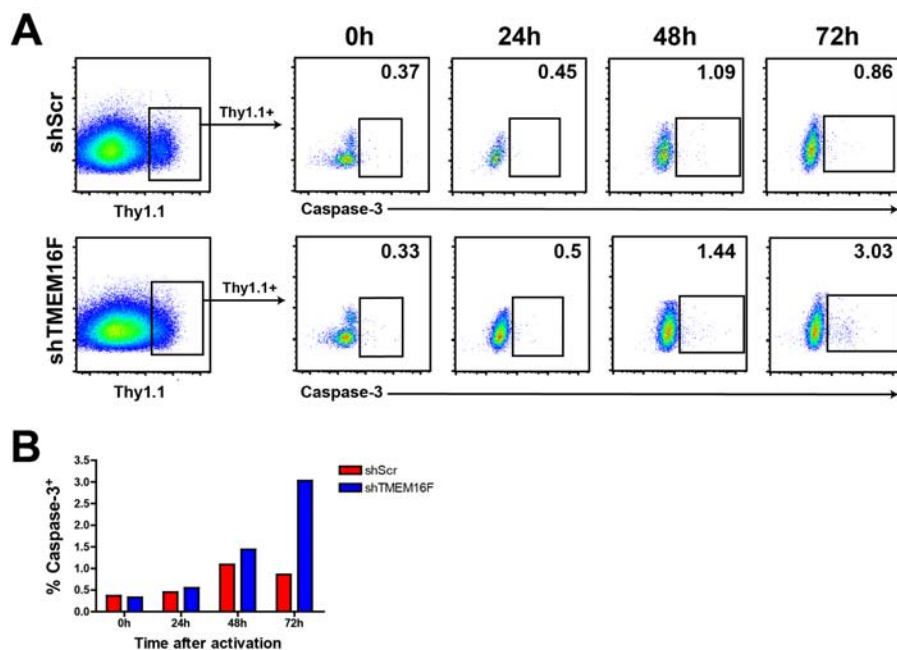 A
0h 24h 48h 72h
shScr
Thy1.1+
0.37 0.45 1.09 0.86
Thy1.1
Caspase-3
shTMEM16F
Thy1.1+
0.33 0.5 1.44 3.03
Thy1.1
Caspase-3
B
% Caspase-3+
3.5
3.0
2.5
2.0
1.5
1.0
0.5
0.0
0h 24h 48h 72h
Time after activation
shScr
shTMEM16F